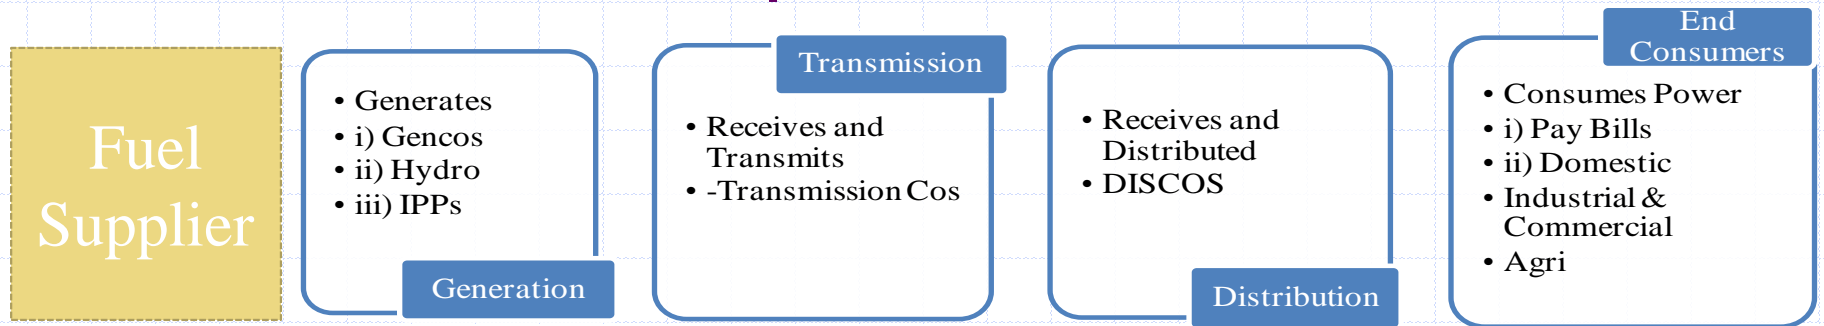 Fuel
Supplier
• Generates
• i) Gencos
• ii) Hydro
• iii) IPPs
Generation
Transmission
• Receives and
Transmits
• -Transmission Cos
• Receives and
Distributed
• DISCOS
Distribution
End
Consumers
• Consumes Power
• i) Pay Bills
• ii) Domestic
• Industrial &
Commercial
• Agri